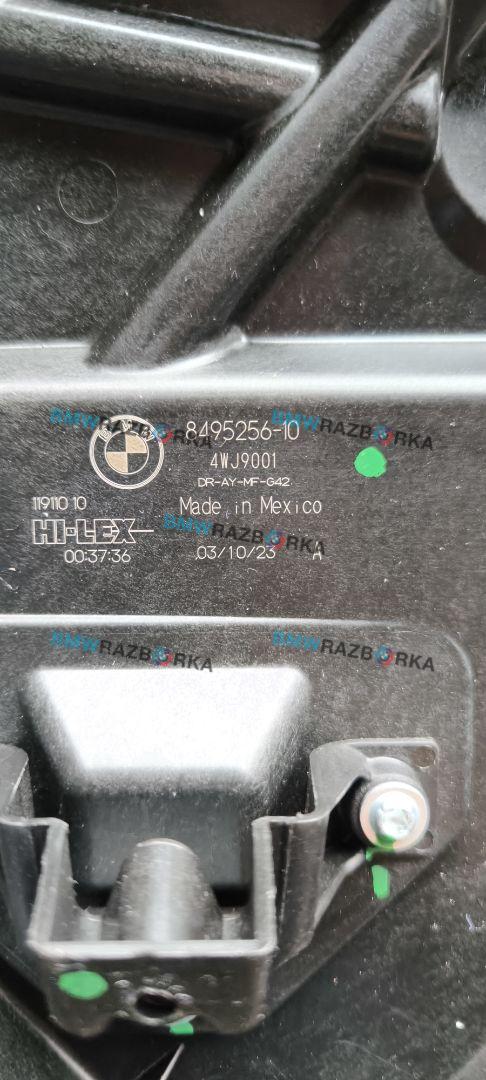 BMWRAZBORKA
BMWRAZBORKA
BMW
8495256-10
4WJ9001
DR-AY-MF-G42
119110 10
Made in Mexico
HI-LEX
BMWRAZBORKA
00:37:36
03/10/23 A
BMWRAZBORKA
BMWRAZBORKA